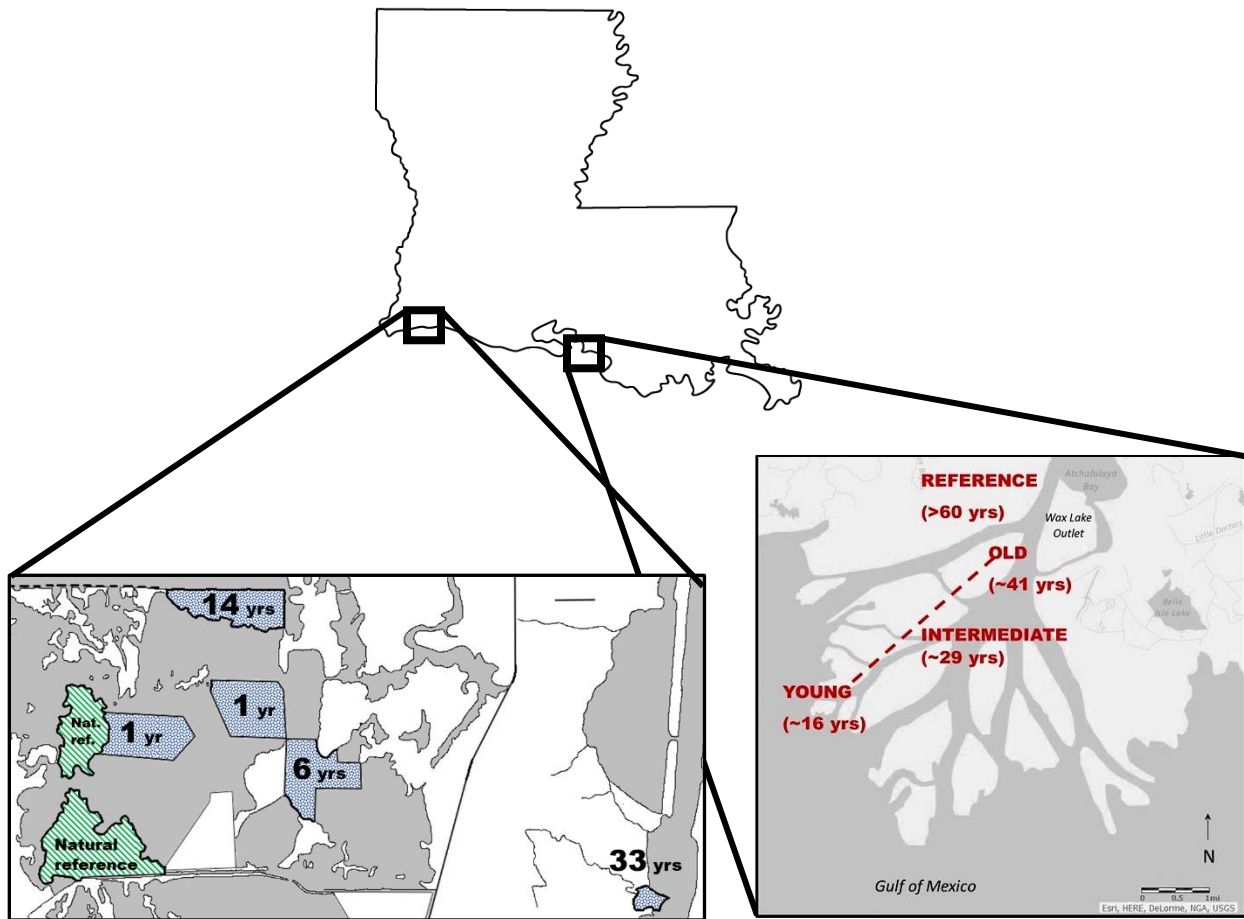 14 yrs
1 yr
Nat.
ref.
1 yr
6 yrs
Natural
reference
33 yrs
REFERENCE
(>60 yrs)
Atchafalaya
Bay
Wax Lake
Outlet
Little Doctors
OLD
(~41 yrs)
Belle
Isle Lake
INTERMEDIATE
(~29 yrs)
YOUNG
(~16 yrs)
N
Gulf of Mexico
0 0.5 1mi
Esri, HERE, DeLorme, NGA, USGS